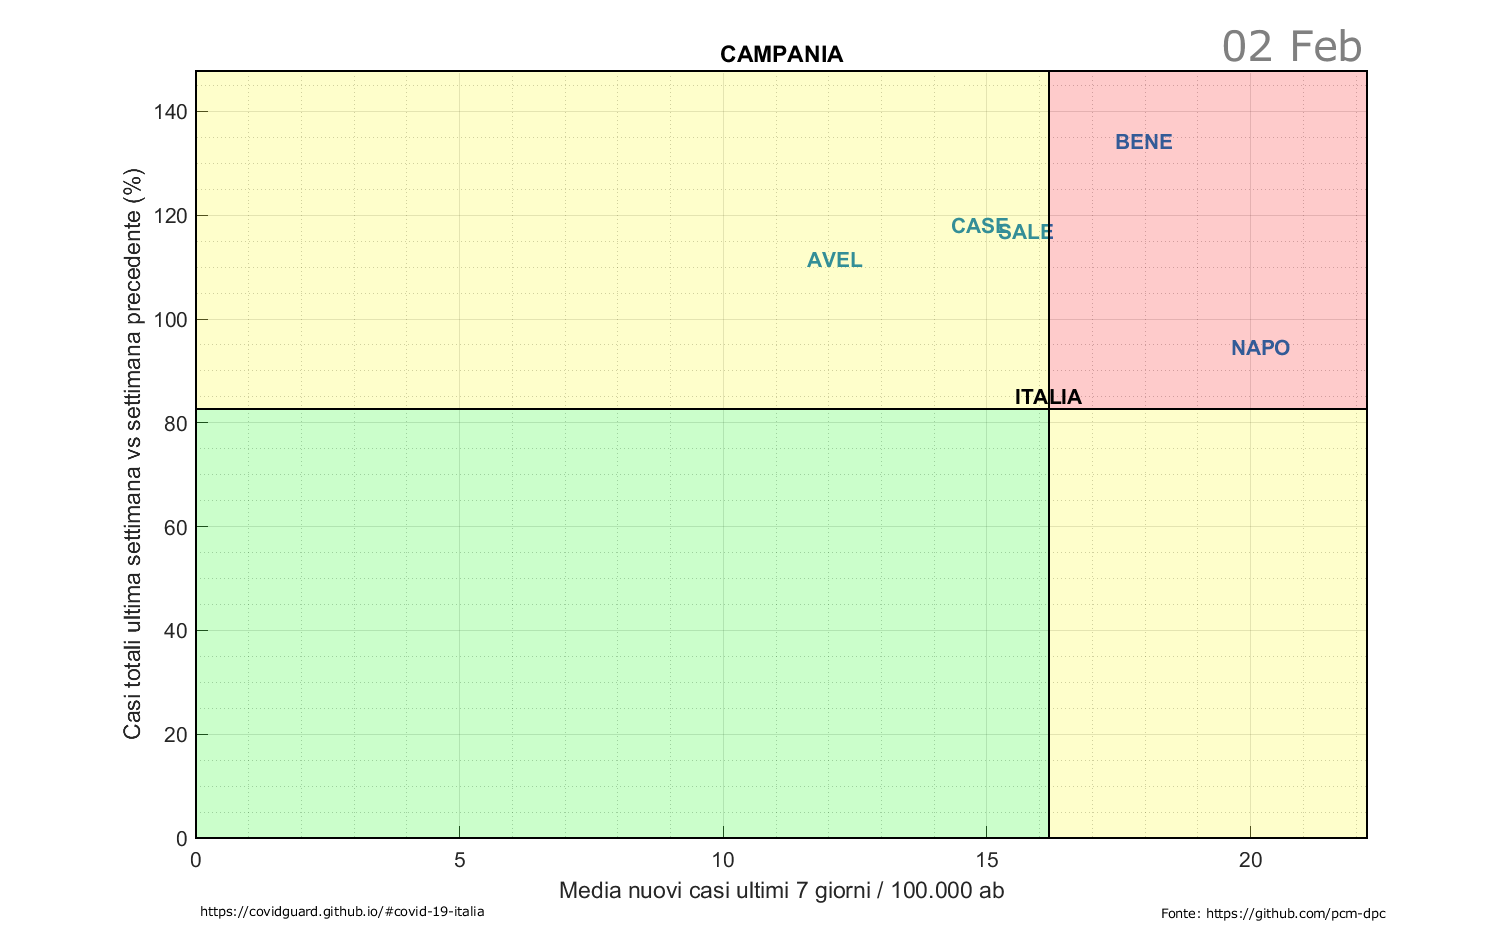 CAMPANIA
02 Feb
140
120
100
80
60
40
20
0
Casi totali ultima settimana vs settimana precedente (%)
BENE
CASE
SALE
AVEL
NAPO
ITALIA
0 5 10 15 20
Media nuovi casi ultimi 7 giorni / 100.000 ab
https://covidguard.github.io/#covid-19-italia
Fonte: https://github.com/pcm-dpc